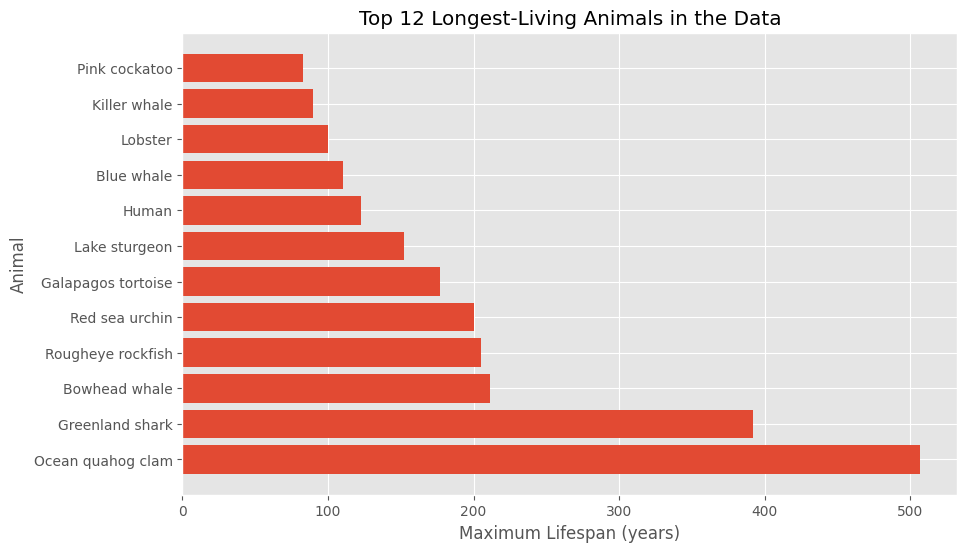 Top 12 Longest-Living Animals in the Data
Pink cockatoo
Killer whale
Lobster
Blue whale
Human
Lake sturgeon
Galapagos tortoise
Red sea urchin
Rougheye rockfish
Bowhead whale
Greenland shark
Ocean quahog clam
Animal
0 100 200 300 400 500
Maximum Lifespan (years)